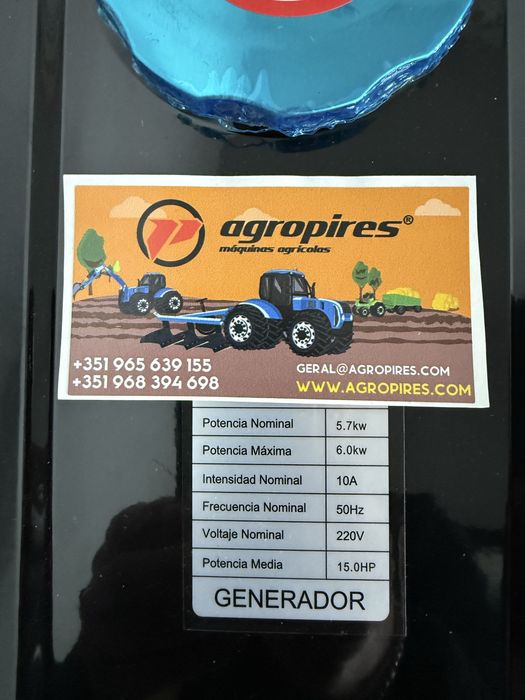 agropires®
máquinas agrícolas
+351 965 639 155
+351 968 394 698
GERAL@AGROPIRES.COM
WWW.AGROPIRES.COM
Potencia Nominal 5.7kw
Potencia Máxima 6.0kw
Intensidad Nominal 10A
Frecuencia Nominal 50Hz
Voltaje Nominal 220V
Potencia Media 15.0HP
GENERADOR